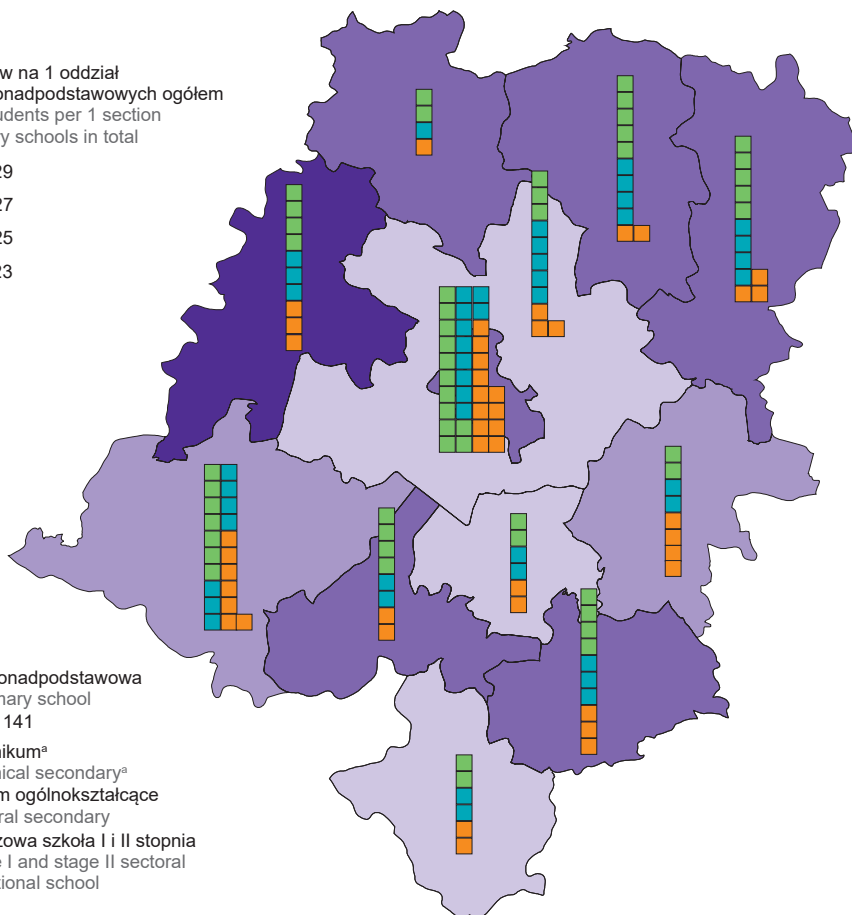 w na 1 oddział
onadpodstawowych ogółem
udents per 1 section
ry schools in total
29
27
25
23
onadpodstawowa
nary school
141
nikumᵃ
nical secondaryᵃ
m ogólnokształcące
ral secondary
zowa szkoła I i II stopnia
e I and stage II sectoral
tional school